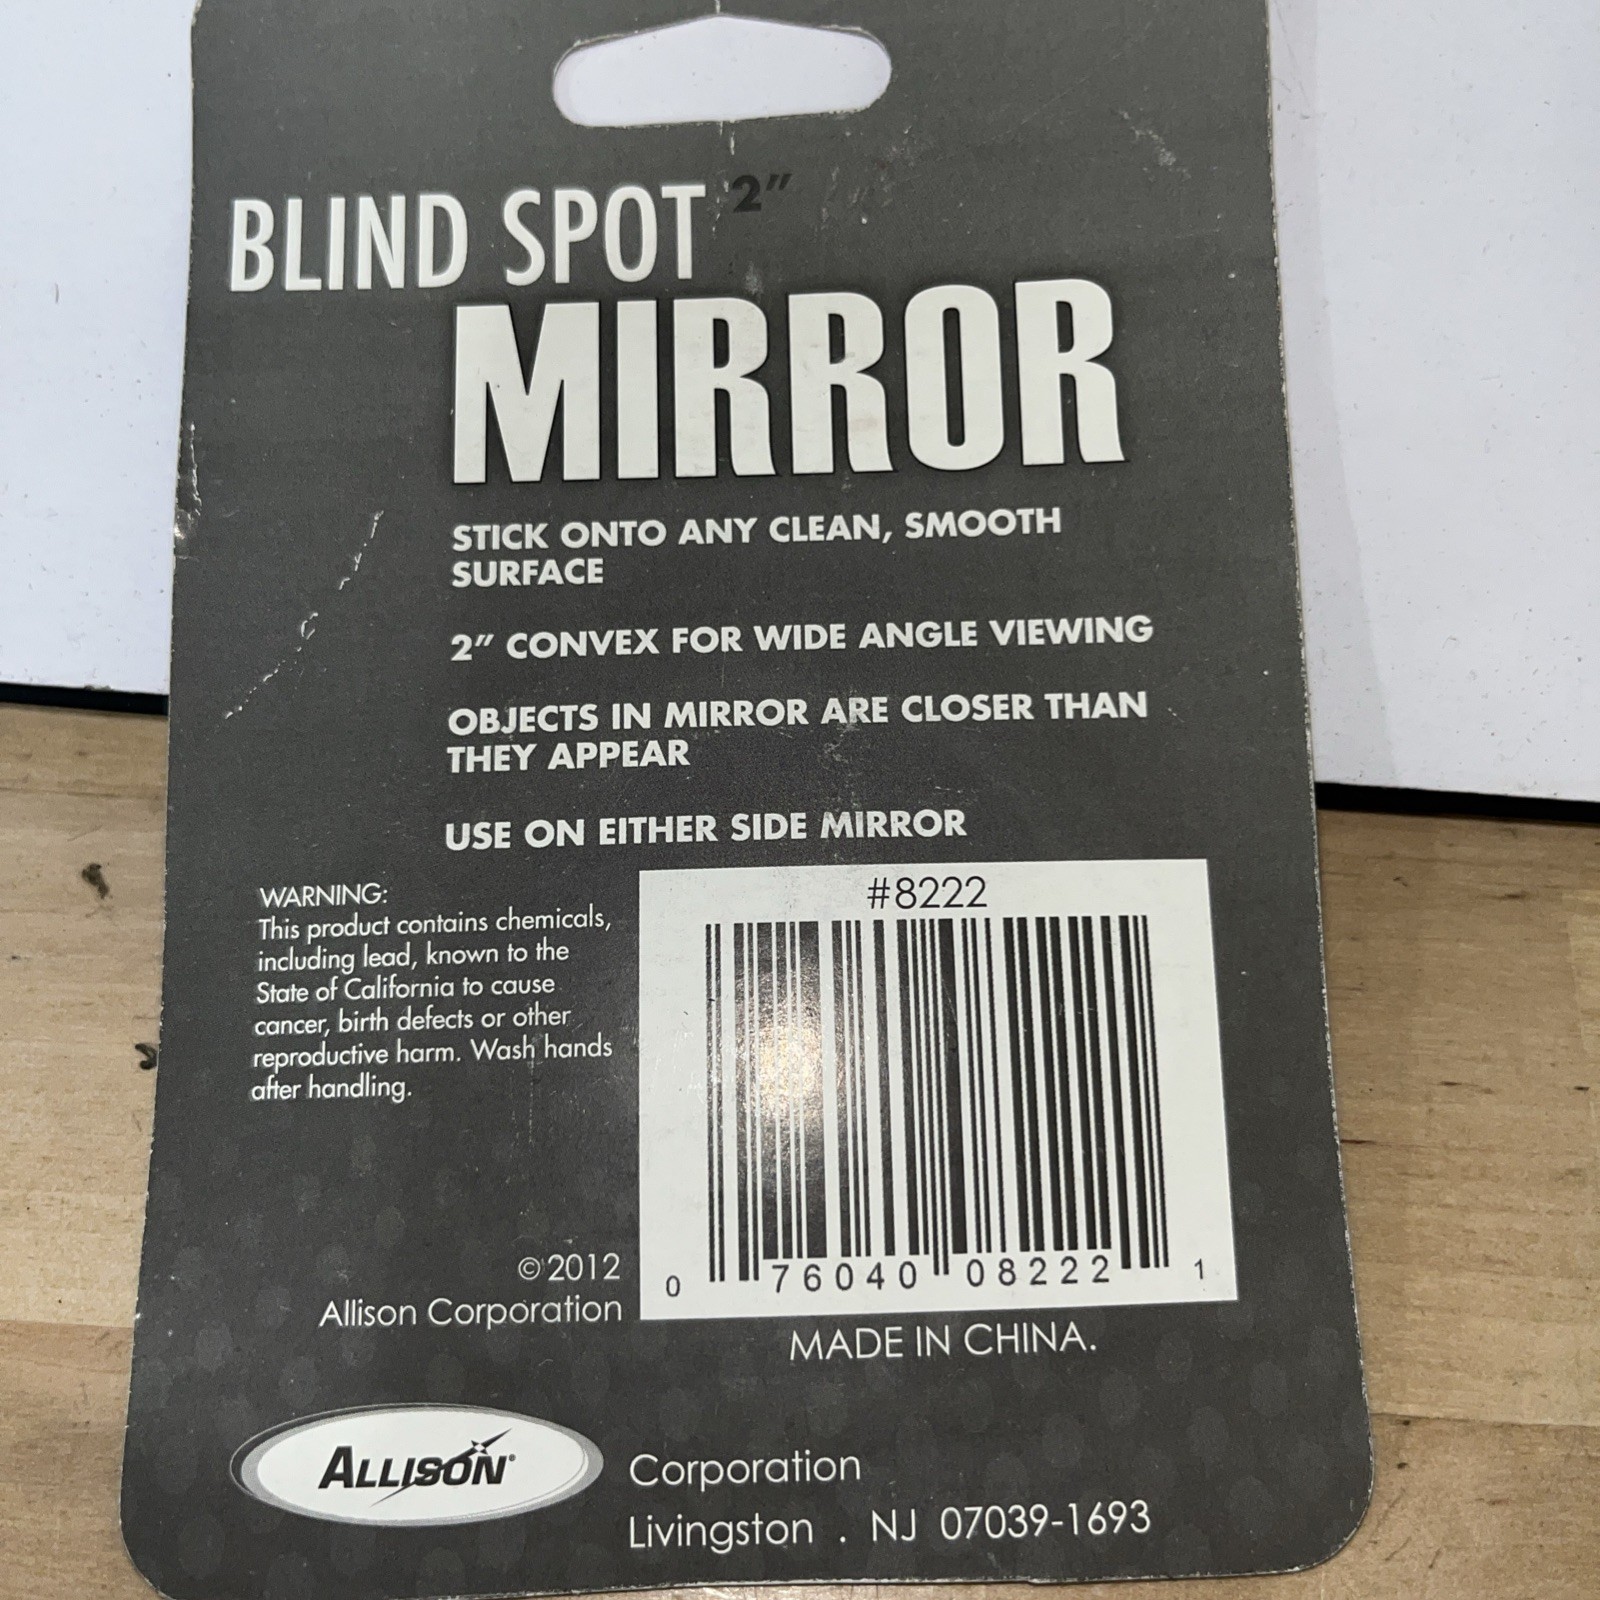 BLIND SPOT 2"
MIRROR
STICK ONTO ANY CLEAN, SMOOTH
SURFACE
2" CONVEX FOR WIDE ANGLE VIEWING
OBJECTS IN MIRROR ARE CLOSER THAN
THEY APPEAR
USE ON EITHER SIDE MIRROR
WARNING:
This product contains chemicals,
including lead, known to the
State of California to cause
cancer, birth defects or other
reproductive harm. Wash hands
after handling.
#8222
0 76040 08222 1
©2012
Allison Corporation
MADE IN CHINA.
ALLISON®
Corporation
Livingston . NJ 07039-1693